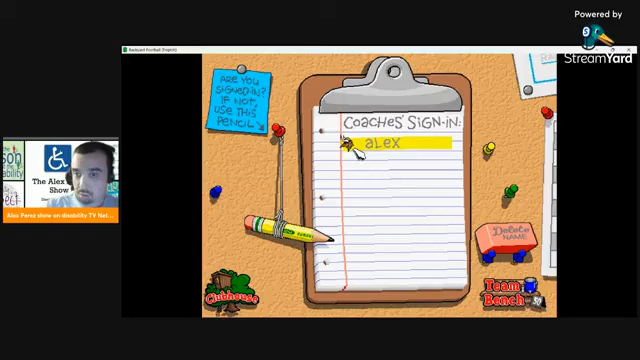 Powered by
StreamYard
Backyard Football (English)
ARE YOU
SIGNED-IN?
IF NOT,
USE THIS
PENCIL
COACHES' SIGN-IN:
ALEX
The Alex
Show
Alex Perez show on disability TV Net...
Delete
NAME
Clubhouse
Team
Bench